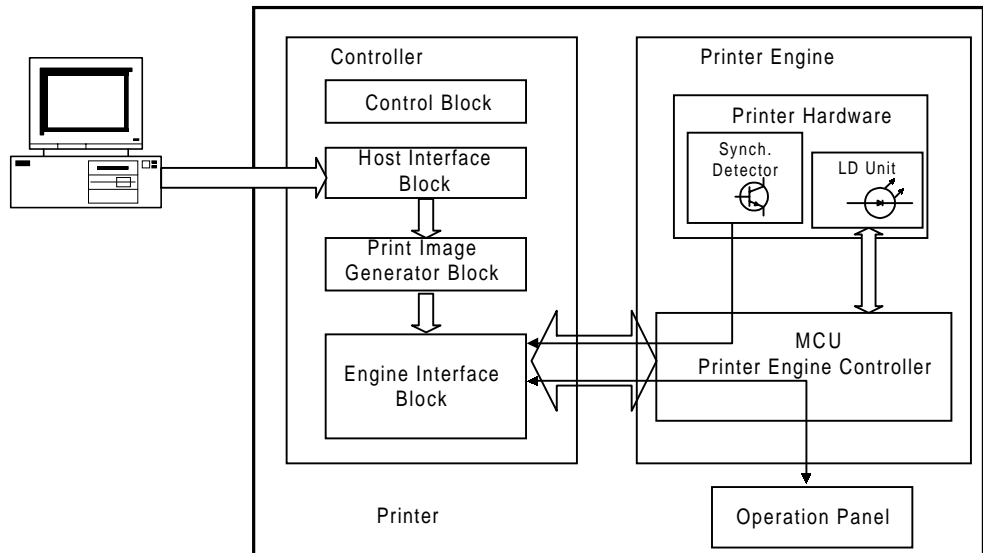 Controller
Control Block
Host Interface
Block
Print Image
Generator Block
Engine Interface
Block
Printer Engine
Printer Hardware
Synch.
Detector
LD Unit
MCU
Printer Engine Controller
Printer
Operation Panel